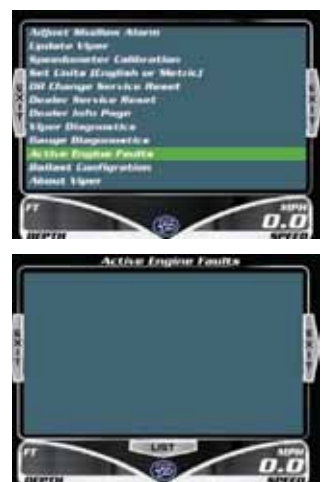 Adjust Shallow Alarm
Update Viper
Speedometer Calibration
Set Units (English or Metric)
Oil Change Service Reset
Dealer Service Reset
Dealer Info Page
Viper Diagnostics
Gauge Diagnostics
Active Engine Faults
Ballast Configration
About Viper
EXIT
EXIT
FT
MPH
0.0
DEPTH
SPEED
Active Engine Faults
EXIT
EXIT
LIST
FT
MPH
0.0
DEPTH
SPEED